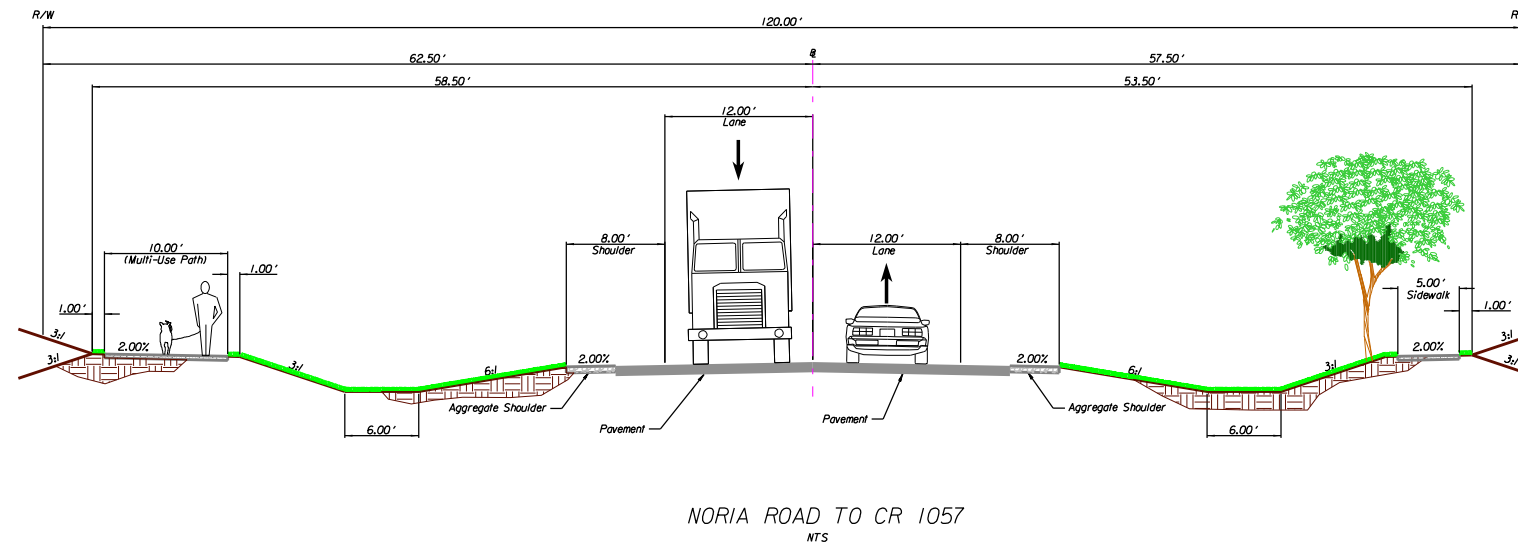 R/W
R
120.00'
62.50'
57.50'
58.50'
53.50'
12.00'
Lane
10.00'
(Multi-Use Path)
8.00'
Shoulder
12.00'
Lane
8.00'
Shoulder
1.00'
1.00'
5.00'
Sidewalk
1.00'
3:1
3:1
2.00%
3:1
6:1
2.00%
2.00%
6:1
3:1
2.00%
3:1
3:1
Aggregate Shoulder
Pavement
Pavement
Aggregate Shoulder
6.00'
6.00'
NORIA ROAD TO CR 1057
NTS